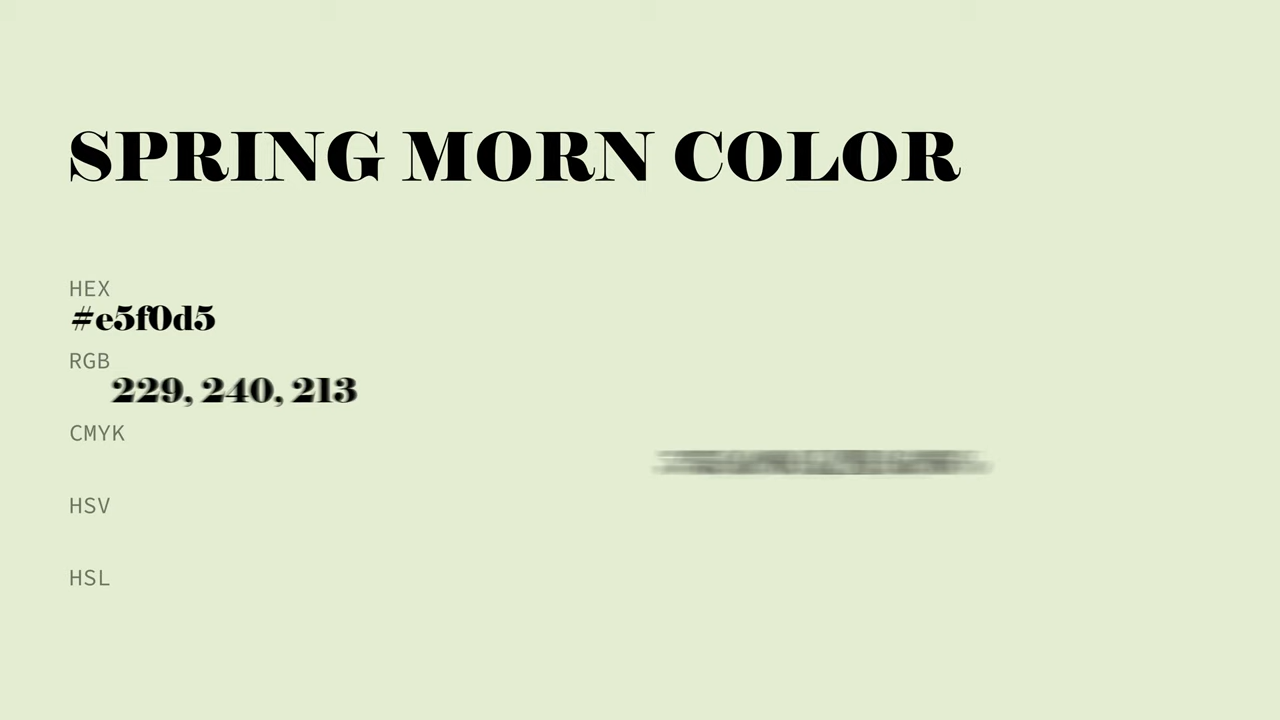 SPRING MORN COLOR
HEX
#e5f0d5
RGB
229, 240, 213
CMYK
HSV
HSL